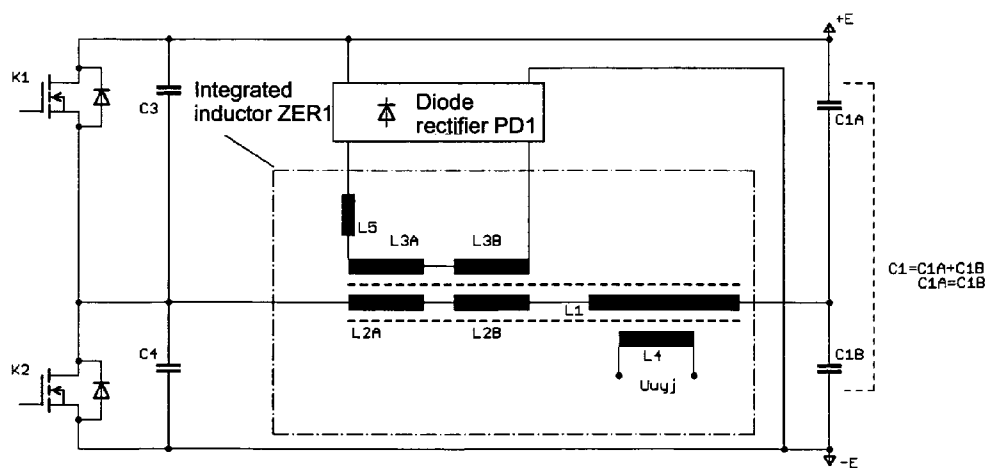 +E
K1
C3
Integrated
inductor ZER1
Diode
rectifier PD1
C1A
L5
L3A
L3B
C1=C1A+C1B
C1A=C1B
L1
L2A
L2B
C4
K2
L4
Uwyj
C1B
-E